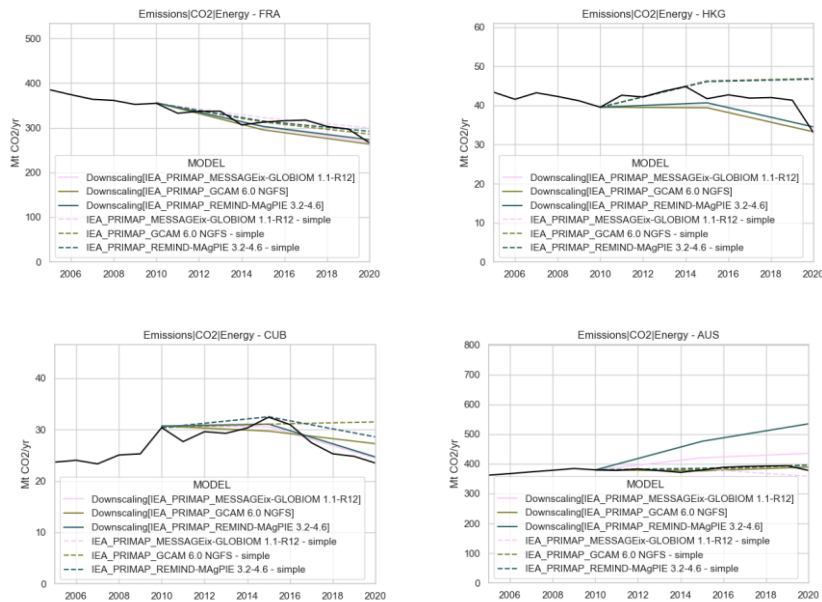 Emissions|CO2|Energy - FRA
Mt CO2/yr
500
400
300
200
100
0
MODEL
Downscaling[IEA_PRIMAP_MESSAGEix-GLOBIOM 1.1-R12]
Downscaling[IEA_PRIMAP_GCAM 6.0 NGFS]
Downscaling[IEA_PRIMAP_REMIND-MAgPIE 3.2-4.6]
IEA_PRIMAP_MESSAGEix-GLOBIOM 1.1-R12 - simple
IEA_PRIMAP_GCAM 6.0 NGFS - simple
IEA_PRIMAP_REMIND-MAgPIE 3.2-4.6 - simple
2006 2008 2010 2012 2014 2016 2018 2020
Emissions|CO2|Energy - HKG
Mt CO2/yr
60
50
40
30
20
10
0
MODEL
Downscaling[IEA_PRIMAP_MESSAGEix-GLOBIOM 1.1-R12]
Downscaling[IEA_PRIMAP_GCAM 6.0 NGFS]
Downscaling[IEA_PRIMAP_REMIND-MAgPIE 3.2-4.6]
IEA_PRIMAP_MESSAGEix-GLOBIOM 1.1-R12 - simple
IEA_PRIMAP_GCAM 6.0 NGFS - simple
IEA_PRIMAP_REMIND-MAgPIE 3.2-4.6 - simple
2006 2008 2010 2012 2014 2016 2018 2020
Emissions|CO2|Energy - CUB
Mt CO2/yr
40
30
20
10
0
MODEL
Downscaling[IEA_PRIMAP_MESSAGEix-GLOBIOM 1.1-R12]
Downscaling[IEA_PRIMAP_GCAM 6.0 NGFS]
Downscaling[IEA_PRIMAP_REMIND-MAgPIE 3.2-4.6]
IEA_PRIMAP_MESSAGEix-GLOBIOM 1.1-R12 - simple
IEA_PRIMAP_GCAM 6.0 NGFS - simple
IEA_PRIMAP_REMIND-MAgPIE 3.2-4.6 - simple
2006 2008 2010 2012 2014 2016 2018 2020
Emissions|CO2|Energy - AUS
Mt CO2/yr
800
700
600
500
400
300
200
100
0
MODEL
Downscaling[IEA_PRIMAP_MESSAGEix-GLOBIOM 1.1-R12]
Downscaling[IEA_PRIMAP_GCAM 6.0 NGFS]
Downscaling[IEA_PRIMAP_REMIND-MAgPIE 3.2-4.6]
IEA_PRIMAP_MESSAGEix-GLOBIOM 1.1-R12 - simple
IEA_PRIMAP_GCAM 6.0 NGFS - simple
IEA_PRIMAP_REMIND-MAgPIE 3.2-4.6 - simple
2006 2008 2010 2012 2014 2016 2018 2020